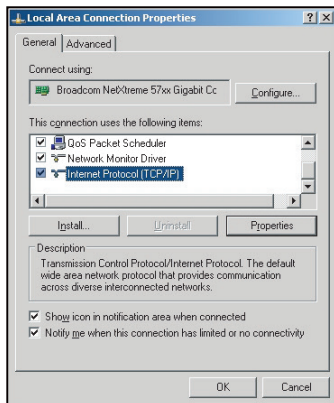 Local Area Connection Properties
General Advanced
Connect using:
Broadcom NetXtreme 57xx Gigabit Cc
Configure...
This connection uses the following items:
QoS Packet Scheduler
Network Monitor Driver
Internet Protocol (TCP/IP)
Install... Uninstall Properties
Description
Transmission Control Protocol/Internet Protocol. The default
wide area network protocol that provides communication
across diverse interconnected networks.
Show icon in notification area when connected
Notify me when this connection has limited or no connectivity
OK Cancel